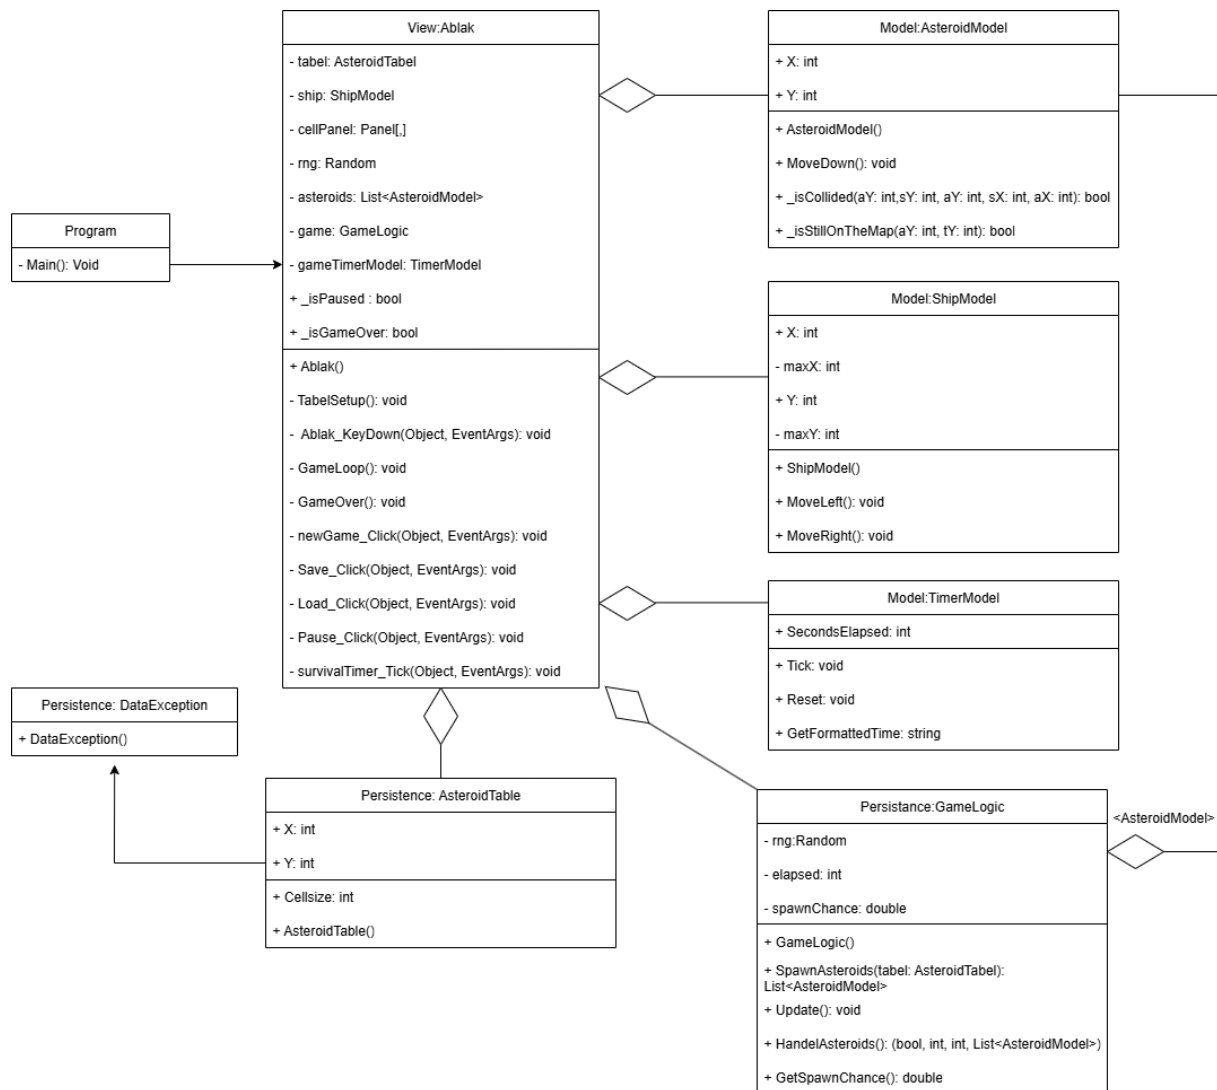 View:Ablak
- tabel: AsteroidTabel
- ship: ShipModel
- cellPanel: Panel[,]
- rng: Random
- asteroids: List<AsteroidModel>
- game: GameLogic
- gameTimerModel: TimerModel
+ _isPaused : bool
+ _isGameOver: bool
+ Ablak()
- TabelSetup(): void
- Ablak_KeyDown(Object, EventArgs): void
- GameLoop(): void
- GameOver(): void
- newGame_Click(Object, EventArgs): void
- Save_Click(Object, EventArgs): void
- Load_Click(Object, EventArgs): void
- Pause_Click(Object, EventArgs): void
- survivalTimer_Tick(Object, EventArgs): void
Model:AsteroidModel
+ X: int
+ Y: int
+ AsteroidModel()
+ MoveDown(): void
+ _isCollided(aY: int,sY: int, aY: int, sX: int, aX: int): bool
+ _isStillOnTheMap(aY: int, tY: int): bool
Program
- Main(): Void
Model:ShipModel
+ X: int
- maxX: int
+ Y: int
- maxY: int
+ ShipModel()
+ MoveLeft(): void
+ MoveRight(): void
Model:TimerModel
+ SecondsElapsed: int
+ Tick: void
+ Reset: void
+ GetFormattedTime: string
Persistence: DataException
+ DataException()
Persistence: AsteroidTable
+ X: int
+ Y: int
+ Cellsize: int
+ AsteroidTable()
Persistance:GameLogic
- rng:Random
- elapsed: int
- spawnChance: double
+ GameLogic()
+ SpawnAsteroids(tabel: AsteroidTabel):
List<AsteroidModel>
+ Update(): void
+ HandelAsteroids(): (bool, int, int, List<AsteroidModel>)
+ GetSpawnChance(): double
<AsteroidModel>